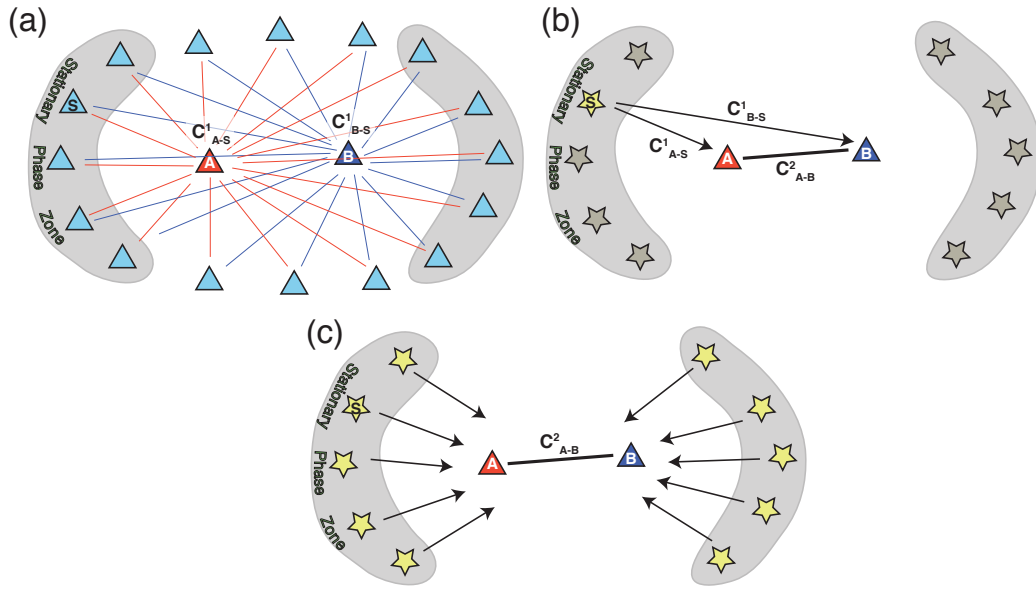 (a)
Stationary
Phase
Zone
S
C¹A-S
C¹B-S
A
B
(b)
Stationary
Phase
Zone
S
C¹B-S
C¹A-S
A
B
C²A-B
(c)
Stationary
Phase
Zone
S
C²A-B
A
B